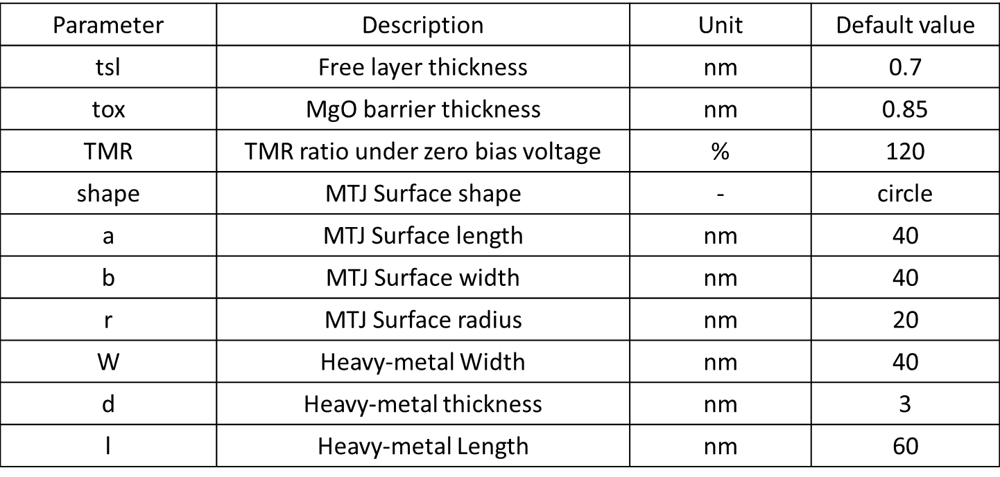 Parameter Description Unit Default value
tsl Free layer thickness nm 0.7
tox MgO barrier thickness nm 0.85
TMR TMR ratio under zero bias voltage % 120
shape MTJ Surface shape - circle
a MTJ Surface length nm 40
b MTJ Surface width nm 40
r MTJ Surface radius nm 20
W Heavy-metal Width nm 40
d Heavy-metal thickness nm 3
l Heavy-metal Length nm 60